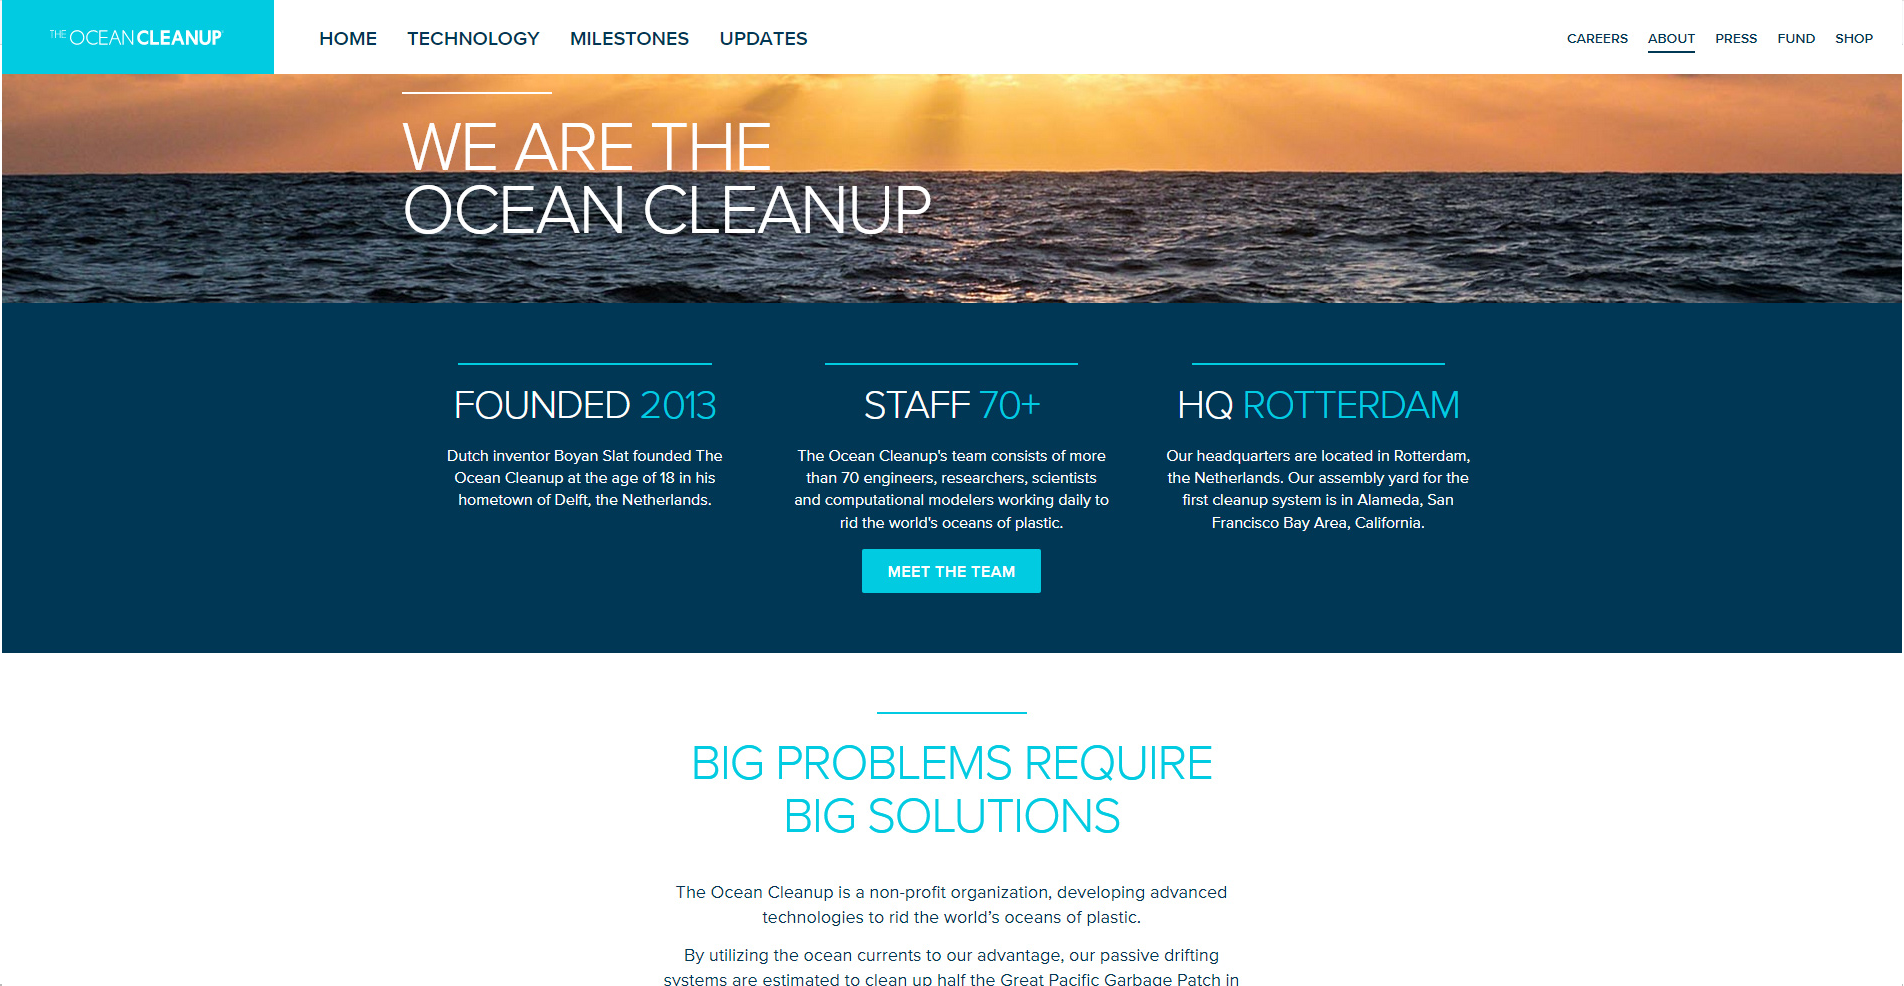 THE OCEAN CLEANUP
HOME TECHNOLOGY MILESTONES UPDATES
CAREERS ABOUT PRESS FUND SHOP
WE ARE THE
OCEAN CLEANUP
FOUNDED 2013
Dutch inventor Boyan Slat founded The
Ocean Cleanup at the age of 18 in his
hometown of Delft, the Netherlands.
STAFF 70+
The Ocean Cleanup's team consists of more
than 70 engineers, researchers, scientists
and computational modelers working daily to
rid the world's oceans of plastic.
MEET THE TEAM
HQ ROTTERDAM
Our headquarters are located in Rotterdam,
the Netherlands. Our assembly yard for the
first cleanup system is in Alameda, San
Francisco Bay Area, California.
BIG PROBLEMS REQUIRE
BIG SOLUTIONS
The Ocean Cleanup is a non-profit organization, developing advanced
technologies to rid the world’s oceans of plastic.
By utilizing the ocean currents to our advantage, our passive drifting
systems are estimated to clean up half the Great Pacific Garbage Patch in